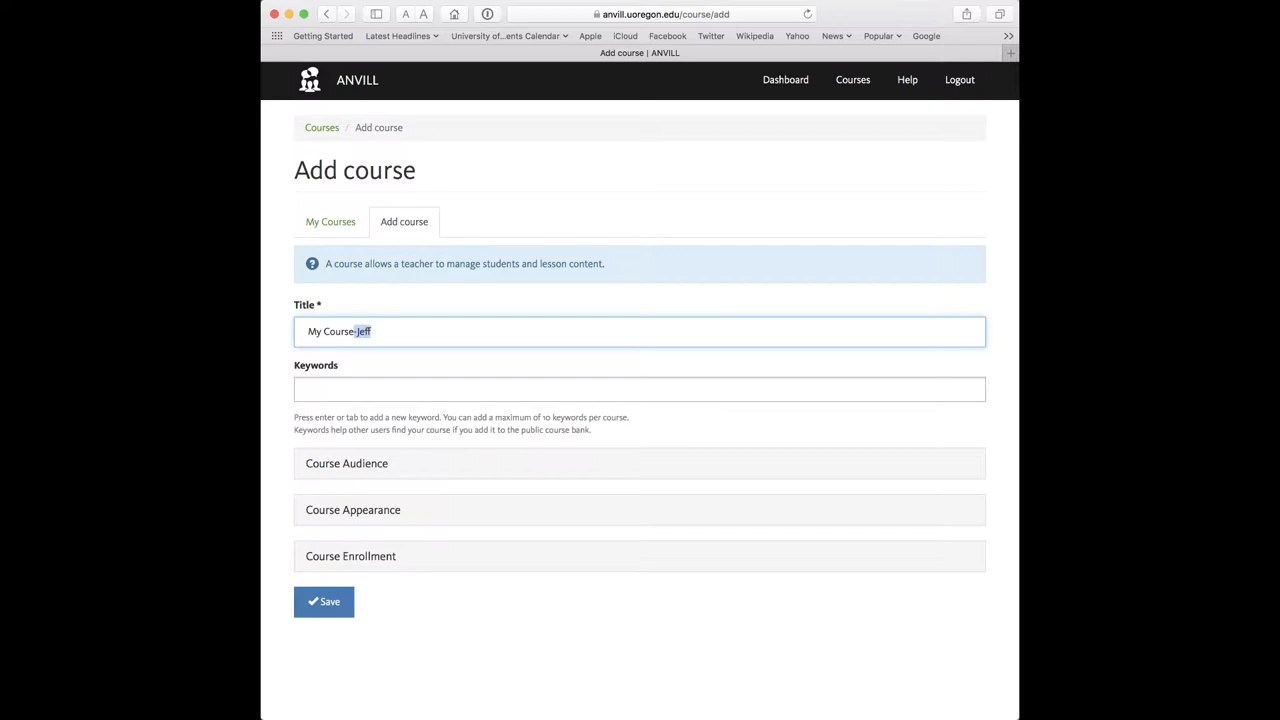 A A anvill.uoregon.edu/course/add
Getting Started Latest Headlines University of...ents Calendar Apple iCloud Facebook Twitter Wikipedia Yahoo News Popular Google
Add course | ANVILL
ANVILL Dashboard Courses Help Logout
Courses / Add course
Add course
My Courses Add course
A course allows a teacher to manage students and lesson content.
Title *
My Course-Jeff
Keywords
Press enter or tab to add a new keyword. You can add a maximum of 10 keywords per course.
Keywords help other users find your course if you add it to the public course bank.
Course Audience
Course Appearance
Course Enrollment
Save